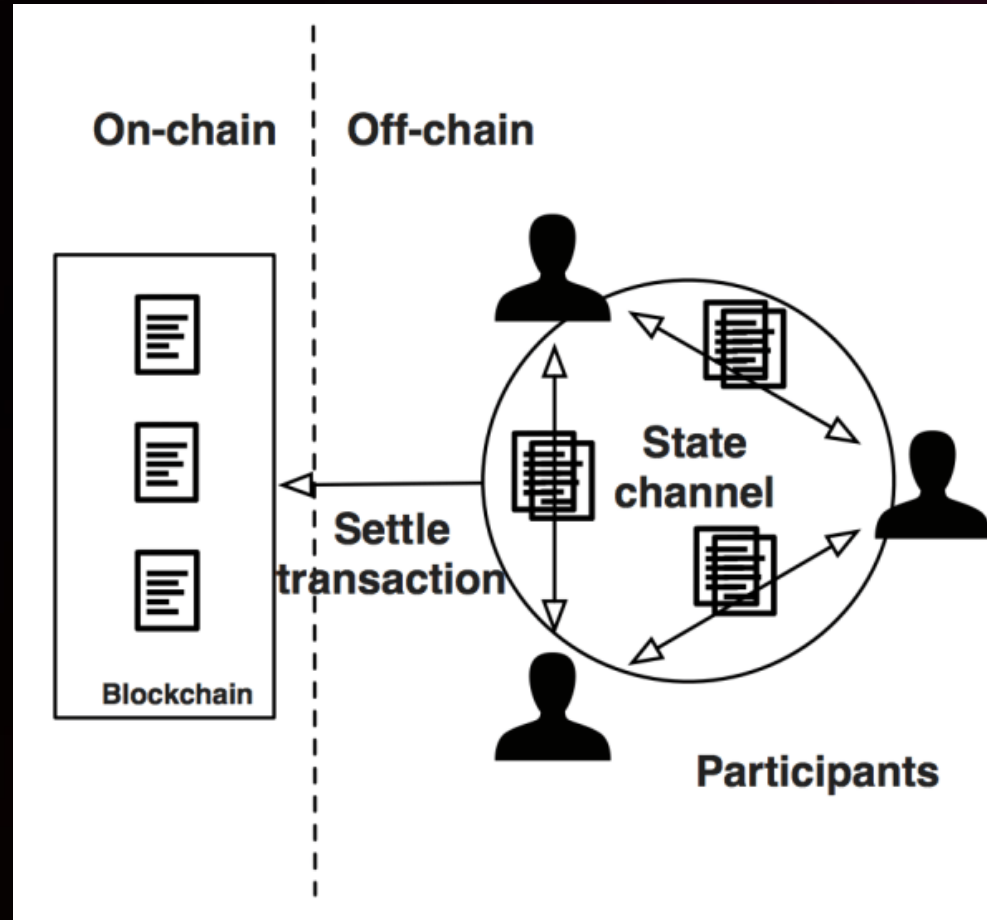 On-chain
Off-chain
State
channel
Settle
transaction
Blockchain
Participants